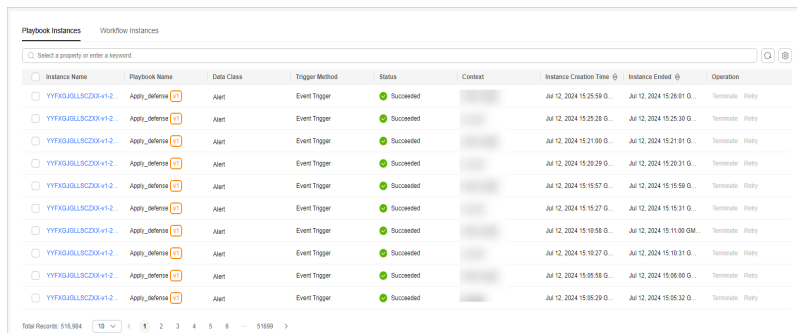 Playbook Instances Workflow Instances
Select a property or enter a keyword.
Instance Name Playbook Name Data Class Trigger Method Status Context Instance Creation Time Instance Ended Operation
YYFXGJGLLSCZXX-v1-2... Apply_defense v1 Alert Event Trigger Succeeded Jul 12, 2024 15:25:59 G... Jul 12, 2024 15:26:01 G... Terminate Retry
YYFXGJGLLSCZXX-v1-2... Apply_defense v1 Alert Event Trigger Succeeded Jul 12, 2024 15:25:28 G... Jul 12, 2024 15:25:30 G... Terminate Retry
YYFXGJGLLSCZXX-v1-2... Apply_defense v1 Alert Event Trigger Succeeded Jul 12, 2024 15:21:00 G... Jul 12, 2024 15:21:01 G... Terminate Retry
YYFXGJGLLSCZXX-v1-2... Apply_defense v1 Alert Event Trigger Succeeded Jul 12, 2024 15:20:29 G... Jul 12, 2024 15:20:31 G... Terminate Retry
YYFXGJGLLSCZXX-v1-2... Apply_defense v1 Alert Event Trigger Succeeded Jul 12, 2024 15:15:57 G... Jul 12, 2024 15:15:59 G... Terminate Retry
YYFXGJGLLSCZXX-v1-2... Apply_defense v1 Alert Event Trigger Succeeded Jul 12, 2024 15:15:27 G... Jul 12, 2024 15:15:31 G... Terminate Retry
YYFXGJGLLSCZXX-v1-2... Apply_defense v1 Alert Event Trigger Succeeded Jul 12, 2024 15:10:58 G... Jul 12, 2024 15:11:00 GM... Terminate Retry
YYFXGJGLLSCZXX-v1-2... Apply_defense v1 Alert Event Trigger Succeeded Jul 12, 2024 15:10:27 G... Jul 12, 2024 15:10:31 G... Terminate Retry
YYFXGJGLLSCZXX-v1-2... Apply_defense v1 Alert Event Trigger Succeeded Jul 12, 2024 15:05:58 G... Jul 12, 2024 15:06:00 G... Terminate Retry
YYFXGJGLLSCZXX-v1-2... Apply_defense v1 Alert Event Trigger Succeeded Jul 12, 2024 15:05:29 G... Jul 12, 2024 15:05:32 G... Terminate Retry
Total Records: 516,984 10 < 1 2 3 4 5 6 ... 51699 >